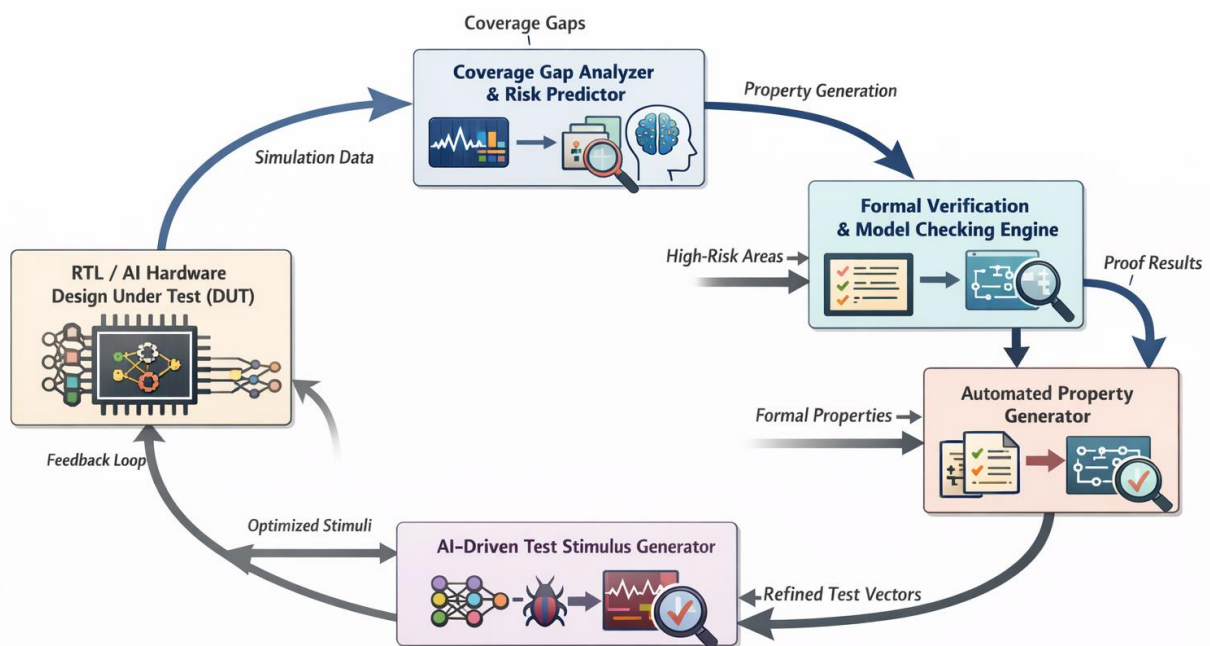 Coverage Gaps
Coverage Gap Analyzer
& Risk Predictor
Property Generation
Simulation Data
Formal Verification
& Model Checking Engine
High-Risk Areas
Proof Results
RTL / AI Hardware
Design Under Test (DUT)
Automated Property
Generator
Formal Properties
Feedback Loop
Optimized Stimuli
AI-Driven Test Stimulus Generator
Refined Test Vectors